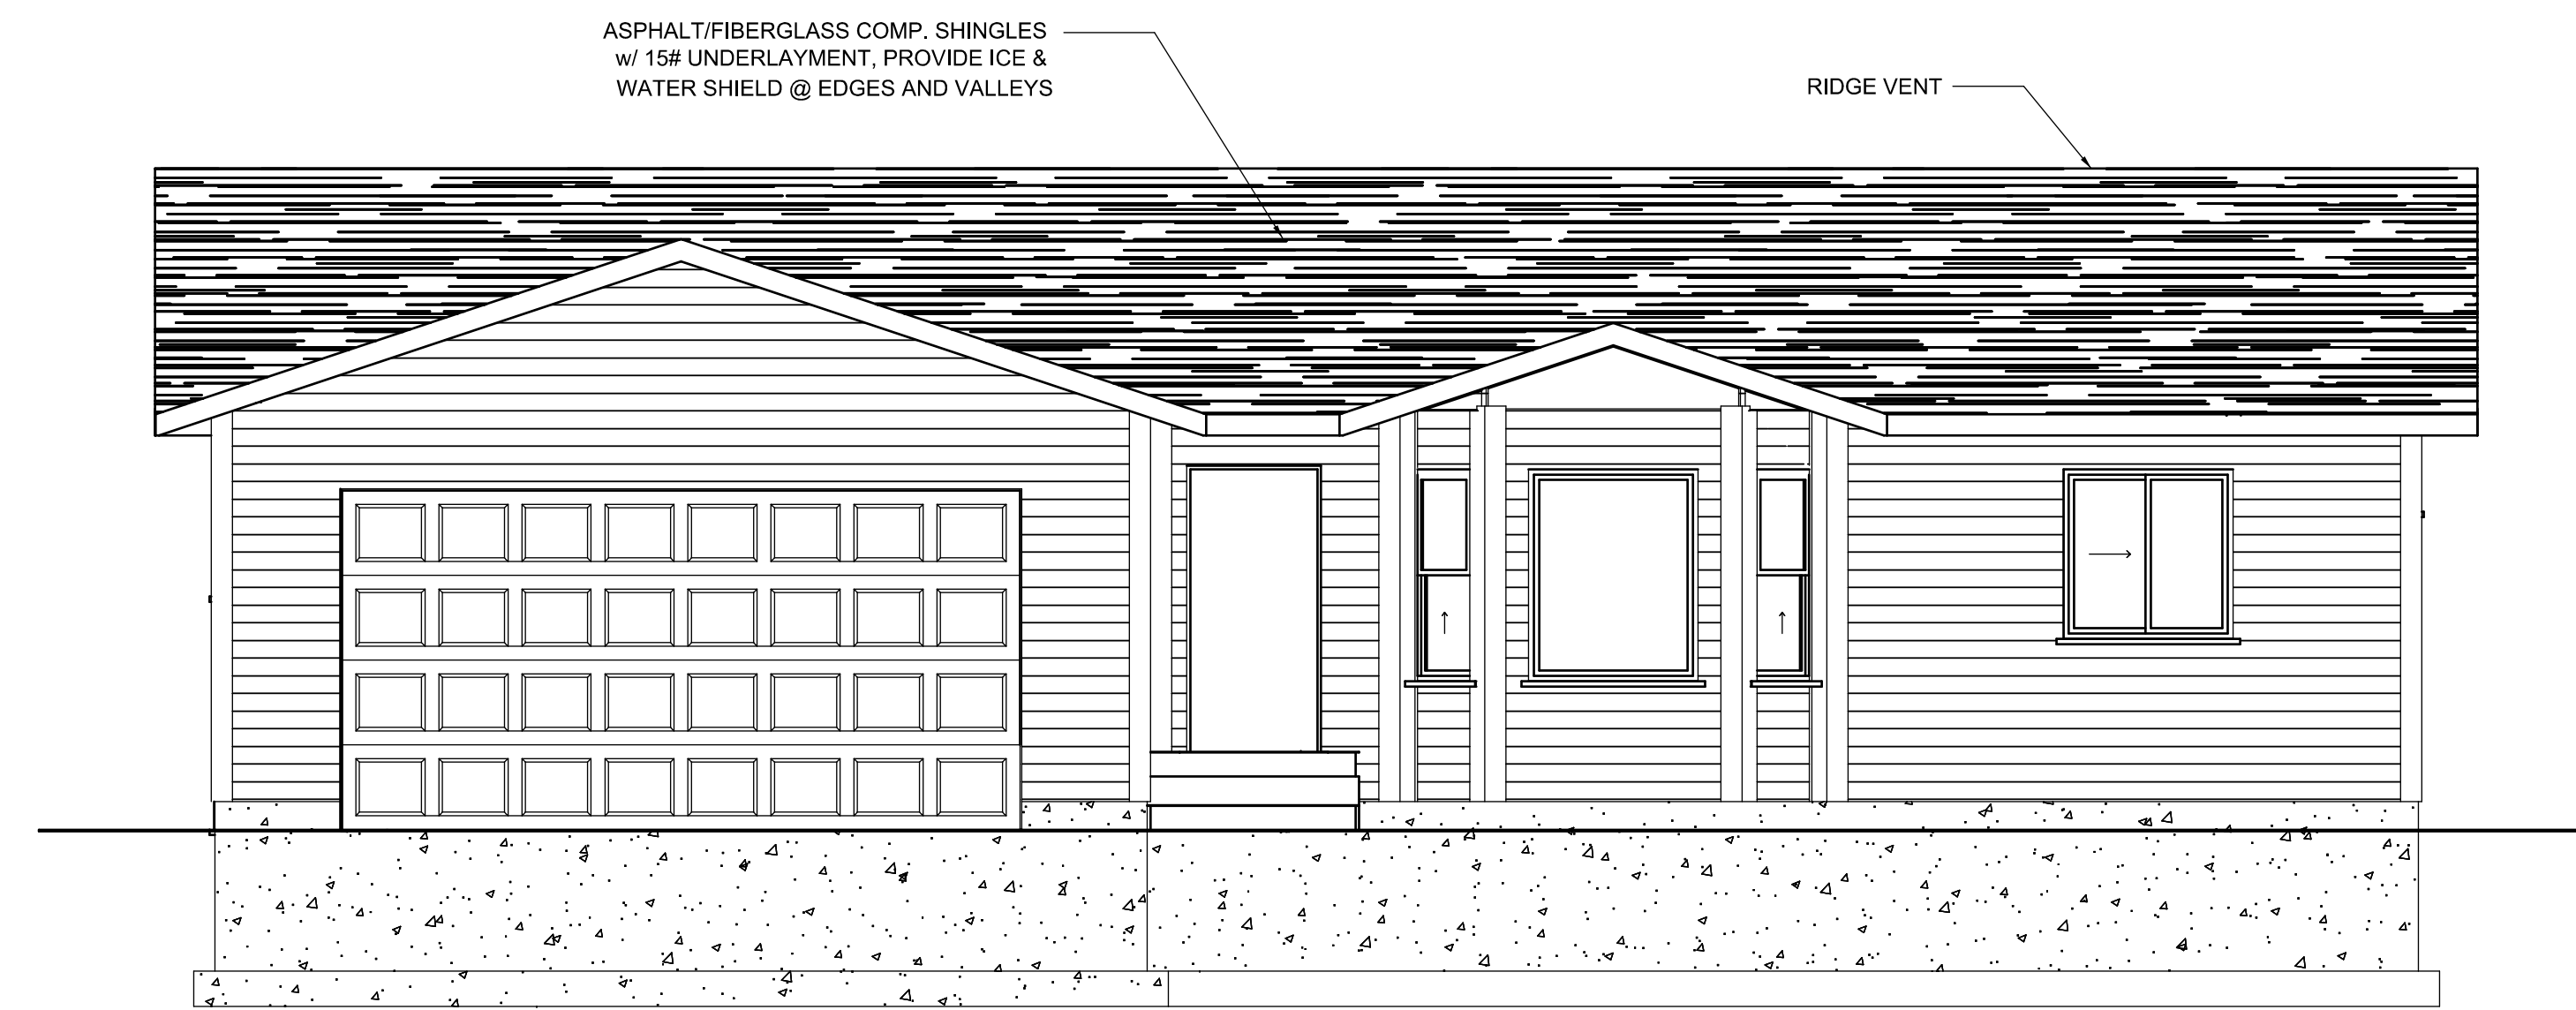 ASPHALT/FIBERGLASS COMP. SHINGLES
w/ 15# UNDERLAYMENT, PROVIDE ICE &
WATER SHIELD @ EDGES AND VALLEYS
RIDGE VENT